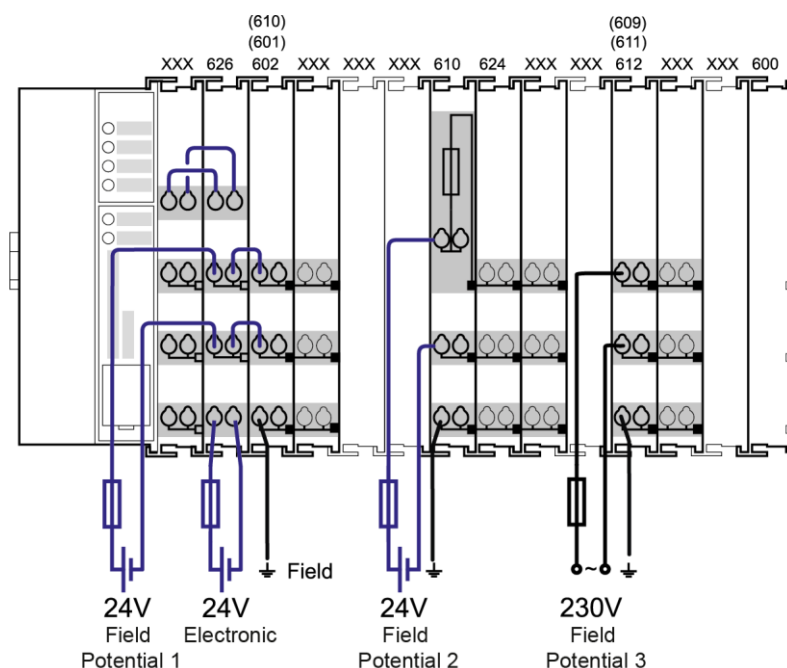 (610) (609)
(601) (611)
XXX 626 602 XXX XXX XXX 610 624 XXX XXX 612 XXX XXX 600
~
Field
24V 24V 24V 230V
Field Electronic Field Field
Potential 1 Potential 2 Potential 3